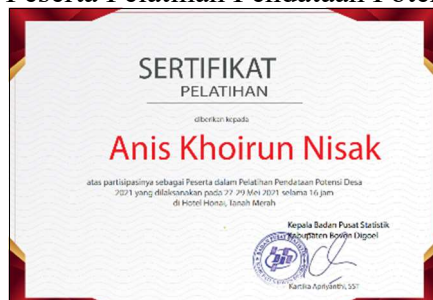 Peserta Pelatihan Pendataan Poten
SERTIFIKAT
PELATIHAN
diberikan kepada
Anis Khoirun Nisak
atas partisipasinya sebagai Peserta dalam Pelatihan Pendataan Potensi Desa
2021 yang dilaksanakan pada 27-29 Mei 2021 selama 16 jam
di Hotel Honai, Tanah Merah
Kepala Badan Pusat Statistik
Kabupaten Boven Digoel
Kartika Apriyanthi, SST